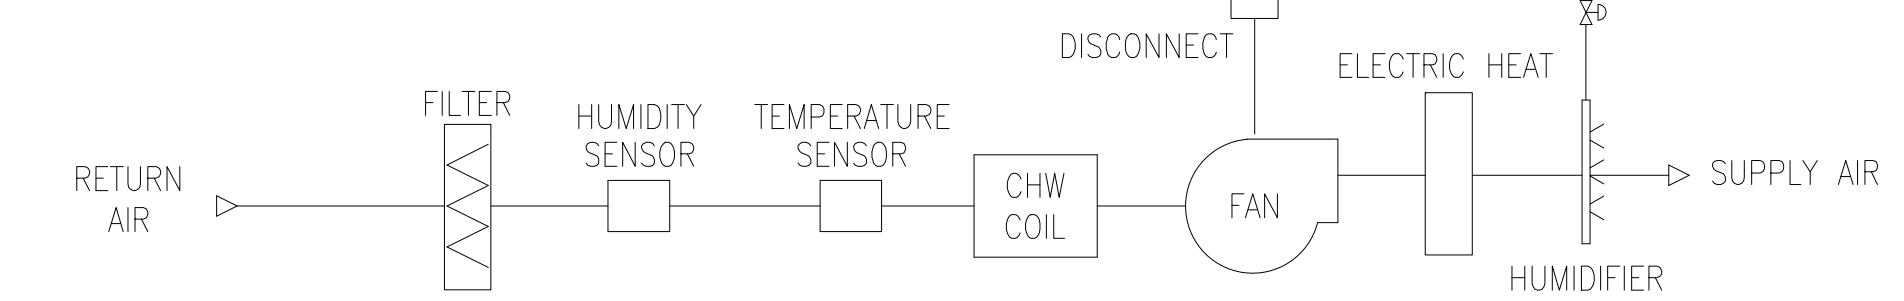 DISCONNECT
ELECTRIC HEAT
FILTER
HUMIDITY
SENSOR
TEMPERATURE
SENSOR
RETURN
AIR
CHW
COIL
FAN
SUPPLY AIR
HUMIDIFIER